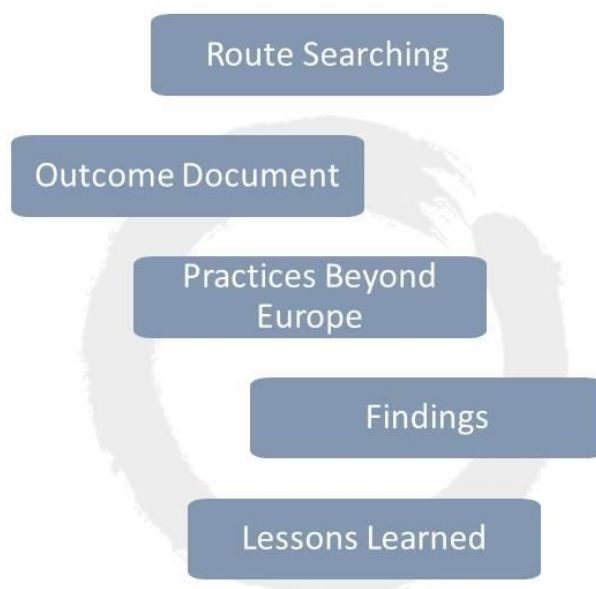 Route Searching
Outcome Document
Practices Beyond
Europe
Findings
Lessons Learned